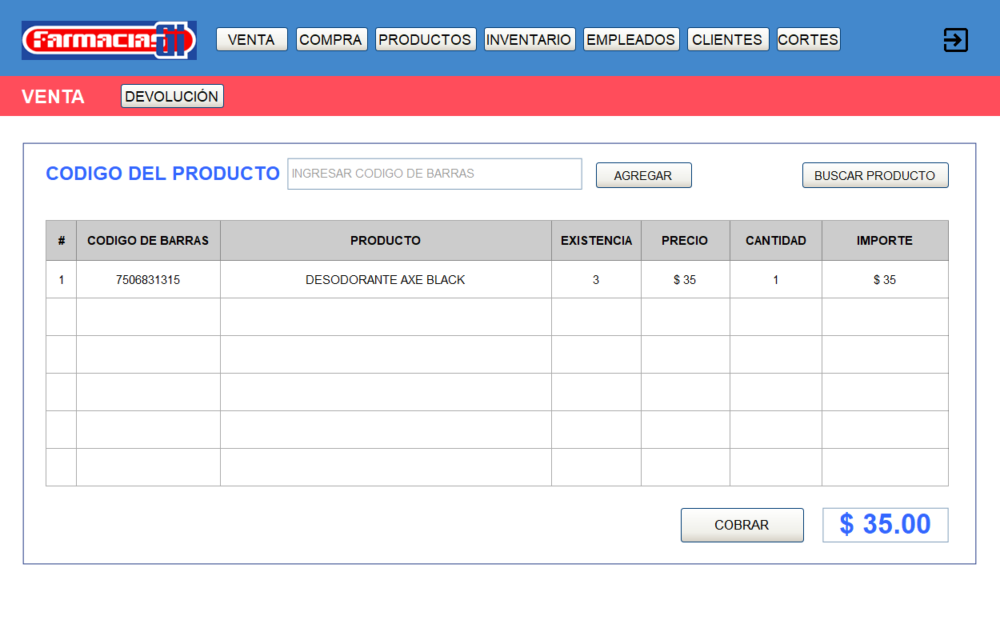 Farmacias GI
VENTA COMPRA PRODUCTOS INVENTARIO EMPLEADOS CLIENTES CORTES
VENTA DEVOLUCIÓN
CODIGO DEL PRODUCTO INGRESAR CODIGO DE BARRAS AGREGAR BUSCAR PRODUCTO
# CODIGO DE BARRAS PRODUCTO EXISTENCIA PRECIO CANTIDAD IMPORTE
1 7506831315 DESODORANTE AXE BLACK 3 $ 35 1 $ 35
COBRAR $ 35.00